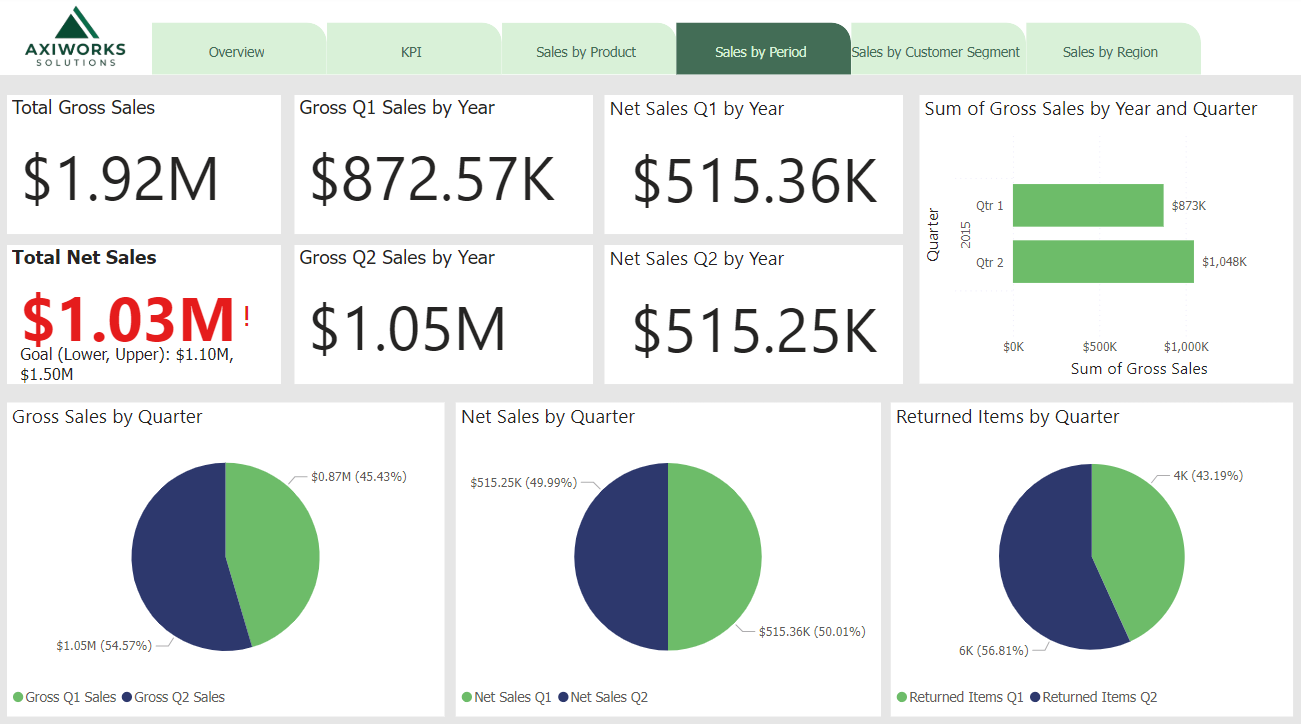 AXIWORKS
SOLUTIONS
Overview
KPI
Sales by Product
Sales by Period
Sales by Customer Segment
Sales by Region
Total Gross Sales
$1.92M
Gross Q1 Sales by Year
$872.57K
Net Sales Q1 by Year
$515.36K
Total Net Sales
$1.03M!
Goal (Lower, Upper): $1.10M,
$1.50M
Gross Q2 Sales by Year
$1.05M
Net Sales Q2 by Year
$515.25K
Sum of Gross Sales by Year and Quarter
Quarter
2015
Qtr 1
$873K
Qtr 2
$1,048K
$0K
$500K
$1,000K
Sum of Gross Sales
Gross Sales by Quarter
$0.87M (45.43%)
$1.05M (54.57%)
Gross Q1 Sales
Gross Q2 Sales
Net Sales by Quarter
$515.25K (49.99%)
$515.36K (50.01%)
Net Sales Q1
Net Sales Q2
Returned Items by Quarter
4K (43.19%)
6K (56.81%)
Returned Items Q1
Returned Items Q2